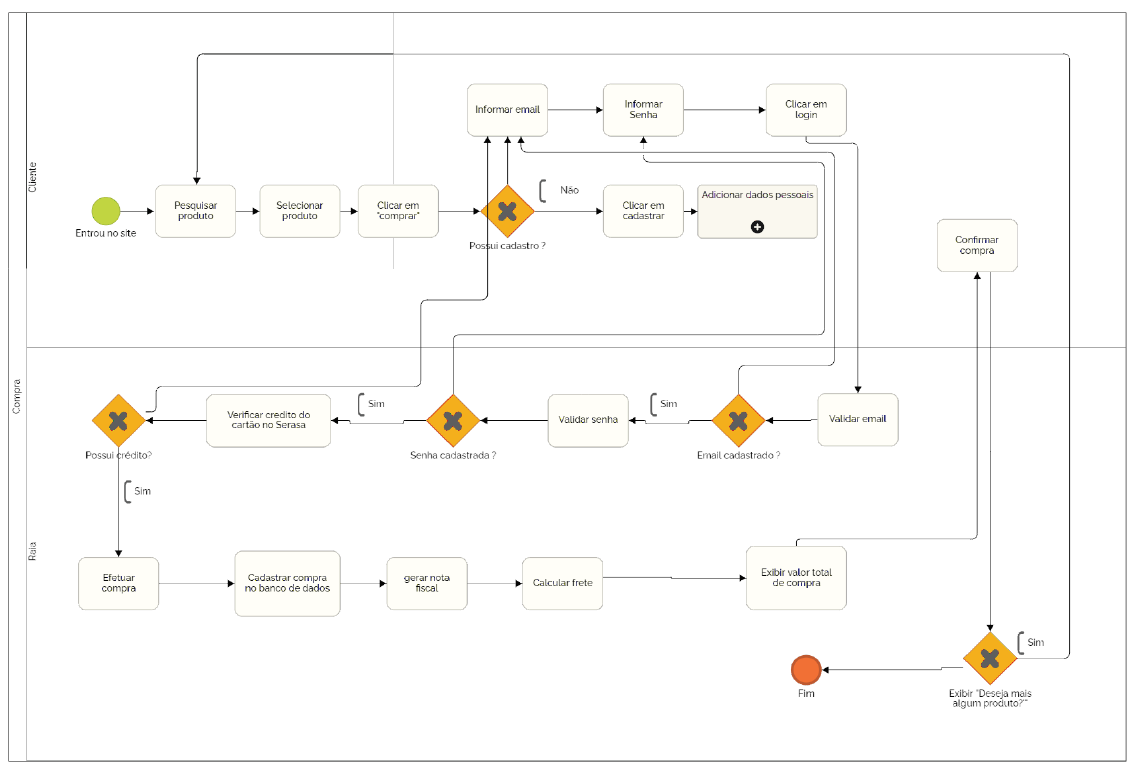 Compra
Cliente
Informar email
Informar
Senha
Clicar em
login
Entrou no site
Pesquisar
produto
Selecionar
produto
Clicar em
"comprar"
Possui cadastro ?
Não
Clicar em
cadastrar
Adicionar dados pessoais
Confirmar
compra
Raia
Possui crédito?
Verificar credito do
cartão no Serasa
Sim
Senha cadastrada ?
Validar senha
Sim
Email cadastrado ?
Validar email
Sim
Efetuar
compra
Cadastrar compra
no banco de dados
gerar nota
fiscal
Calcular frete
Exibir valor total
de compra
Sim
Fim
Exibir "Deseja mais
algum produto?"